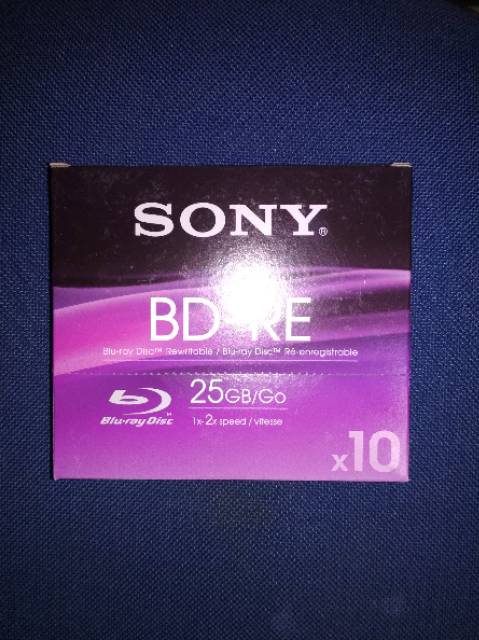 SONY®
BD-RE
Blu-ray Disc™ Rewritable / Blu-ray Disc™ Ré-enregistrable
25GB/Go
Blu-ray Disc™
1x-2x speed / vitesse
x10